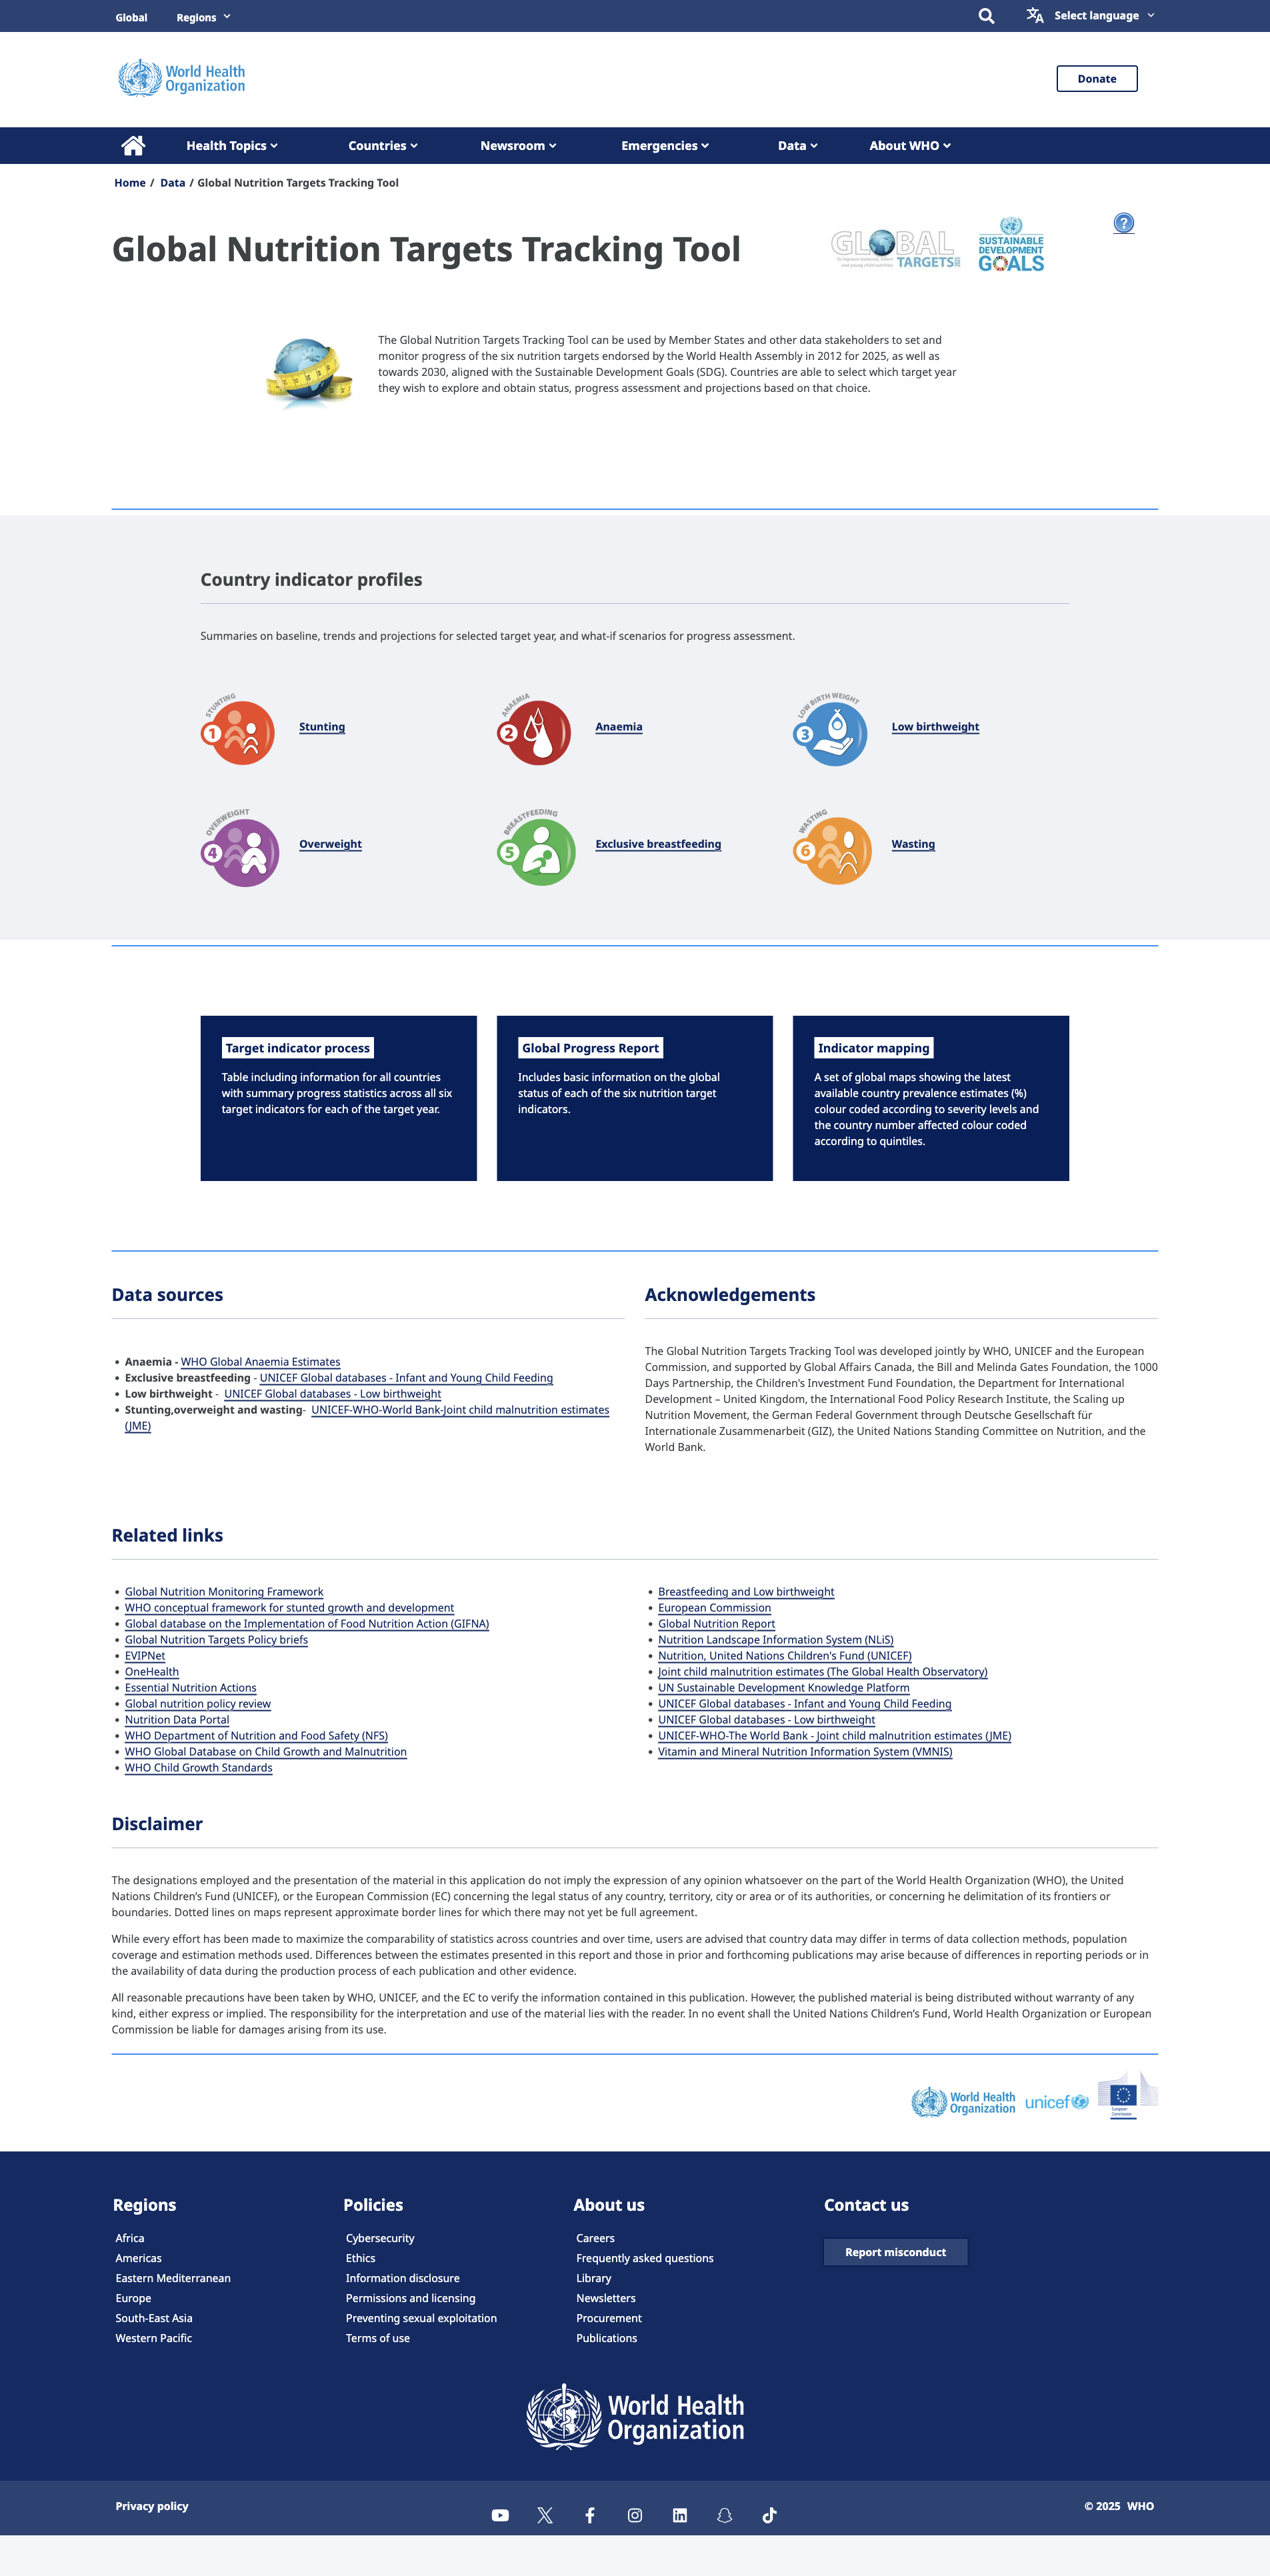 Global Regions Select language
World Health
Organization
Donate
Health Topics Countries Newsroom Emergencies Data About WHO
Home / Data / Global Nutrition Targets Tracking Tool
Global Nutrition Targets Tracking Tool
GLOBAL
To improve maternal, infant
and young child nutrition
TARGETS 2025
SUSTAINABLE
DEVELOPMENT
GOALS
?
The Global Nutrition Targets Tracking Tool can be used by Member States and other data stakeholders to set and
monitor progress of the six nutrition targets endorsed by the World Health Assembly in 2012 for 2025, as well as
towards 2030, aligned with the Sustainable Development Goals (SDG). Countries are able to select which target year
they wish to explore and obtain status, progress assessment and projections based on that choice.
Country indicator profiles
Summaries on baseline, trends and projections for selected target year, and what-if scenarios for progress assessment.
STUNTING
1
Stunting
ANAEMIA
2
Anaemia
LOW BIRTH WEIGHT
3
Low birthweight
OVERWEIGHT
4
Overweight
BREASTFEEDING
5
Exclusive breastfeeding
WASTING
6
Wasting
Target indicator process
Table including information for all countries
with summary progress statistics across all six
target indicators for each of the target year.
Global Progress Report
Includes basic information on the global
status of each of the six nutrition target
indicators.
Indicator mapping
A set of global maps showing the latest
available country prevalence estimates (%)
colour coded according to severity levels and
the country number affected colour coded
according to quintiles.
Data sources
• Anaemia - WHO Global Anaemia Estimates
• Exclusive breastfeeding - UNICEF Global databases - Infant and Young Child Feeding
• Low birthweight - UNICEF Global databases - Low birthweight
• Stunting,overweight and wasting- UNICEF-WHO-World Bank-Joint child malnutrition estimates
(JME)
Acknowledgements
The Global Nutrition Targets Tracking Tool was developed jointly by WHO, UNICEF and the European
Commission, and supported by Global Affairs Canada, the Bill and Melinda Gates Foundation, the 1000
Days Partnership, the Children's Investment Fund Foundation, the Department for International
Development – United Kingdom, the International Food Policy Research Institute, the Scaling up
Nutrition Movement, the German Federal Government through Deutsche Gesellschaft für
Internationale Zusammenarbeit (GIZ), the United Nations Standing Committee on Nutrition, and the
World Bank.
Related links
• Global Nutrition Monitoring Framework
• WHO conceptual framework for stunted growth and development
• Global database on the Implementation of Food Nutrition Action (GIFNA)
• Global Nutrition Targets Policy briefs
• EVIPNet
• OneHealth
• Essential Nutrition Actions
• Global nutrition policy review
• Nutrition Data Portal
• WHO Department of Nutrition and Food Safety (NFS)
• WHO Global Database on Child Growth and Malnutrition
• WHO Child Growth Standards
• Breastfeeding and Low birthweight
• European Commission
• Global Nutrition Report
• Nutrition Landscape Information System (NLiS)
• Nutrition, United Nations Children's Fund (UNICEF)
• Joint child malnutrition estimates (The Global Health Observatory)
• UN Sustainable Development Knowledge Platform
• UNICEF Global databases - Infant and Young Child Feeding
• UNICEF Global databases - Low birthweight
• UNICEF-WHO-The World Bank - Joint child malnutrition estimates (JME)
• Vitamin and Mineral Nutrition Information System (VMNIS)
Disclaimer
The designations employed and the presentation of the material in this application do not imply the expression of any opinion whatsoever on the part of the World Health Organization (WHO), the United
Nations Children’s Fund (UNICEF), or the European Commission (EC) concerning the legal status of any country, territory, city or area or of its authorities, or concerning he delimitation of its frontiers or
boundaries. Dotted lines on maps represent approximate border lines for which there may not yet be full agreement.
While every effort has been made to maximize the comparability of statistics across countries and over time, users are advised that country data may differ in terms of data collection methods, population
coverage and estimation methods used. Differences between the estimates presented in this report and those in prior and forthcoming publications may arise because of differences in reporting periods or in
the availability of data during the production process of each publication and other evidence.
All reasonable precautions have been taken by WHO, UNICEF, and the EC to verify the information contained in this publication. However, the published material is being distributed without warranty of any
kind, either express or implied. The responsibility for the interpretation and use of the material lies with the reader. In no event shall the United Nations Children’s Fund, World Health Organization or European
Commission be liable for damages arising from its use.
World Health
Organization
unicef
European
Commission
Regions
Africa
Americas
Eastern Mediterranean
Europe
South-East Asia
Western Pacific
Policies
Cybersecurity
Ethics
Information disclosure
Permissions and licensing
Preventing sexual exploitation
Terms of use
About us
Careers
Frequently asked questions
Library
Newsletters
Procurement
Publications
Contact us
Report misconduct
World Health
Organization
Privacy policy
© 2025 WHO